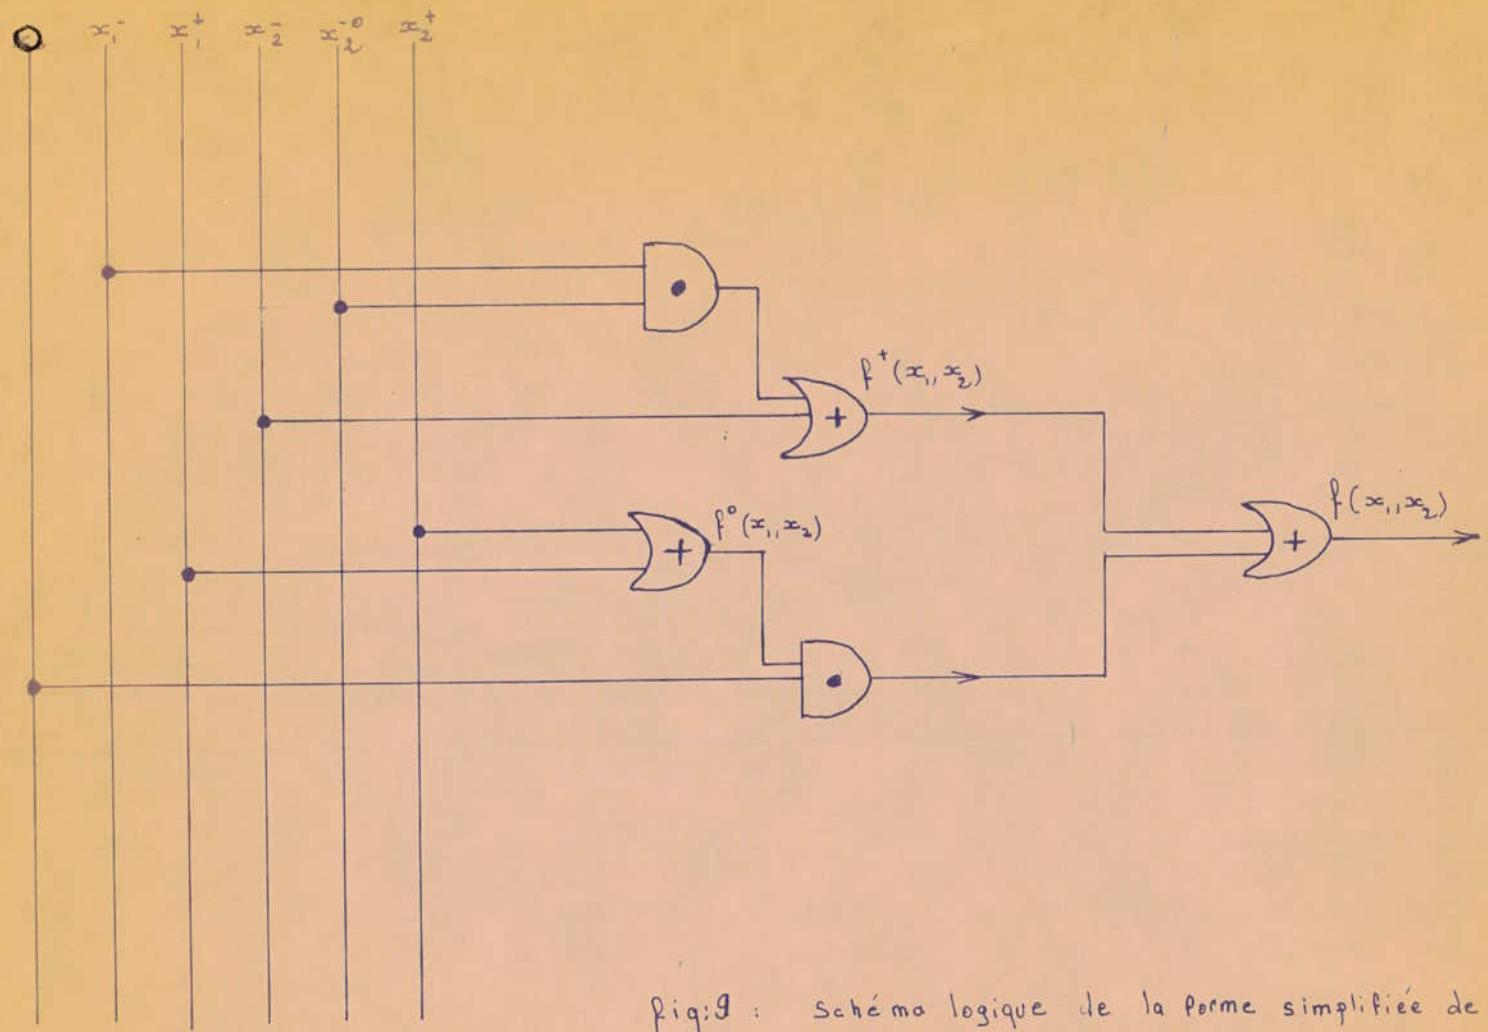 O x₁⁻ x₁⁺ x₂⁻ x₂⁻⁰ x₂⁺
f⁺(x₁,x₂)
f(x₁,x₂)
f⁰(x₁,x₂)
fig:9 : Schéma logique de la forme simplifiée de